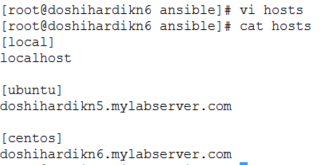 [root@doshihardikn6 ansible]# vi hosts
[root@doshihardikn6 ansible]# cat hosts
[local]
localhost

[ubuntu]
doshihardikn5.mylabserver.com

[centos]
doshihardikn6.mylabserver.com